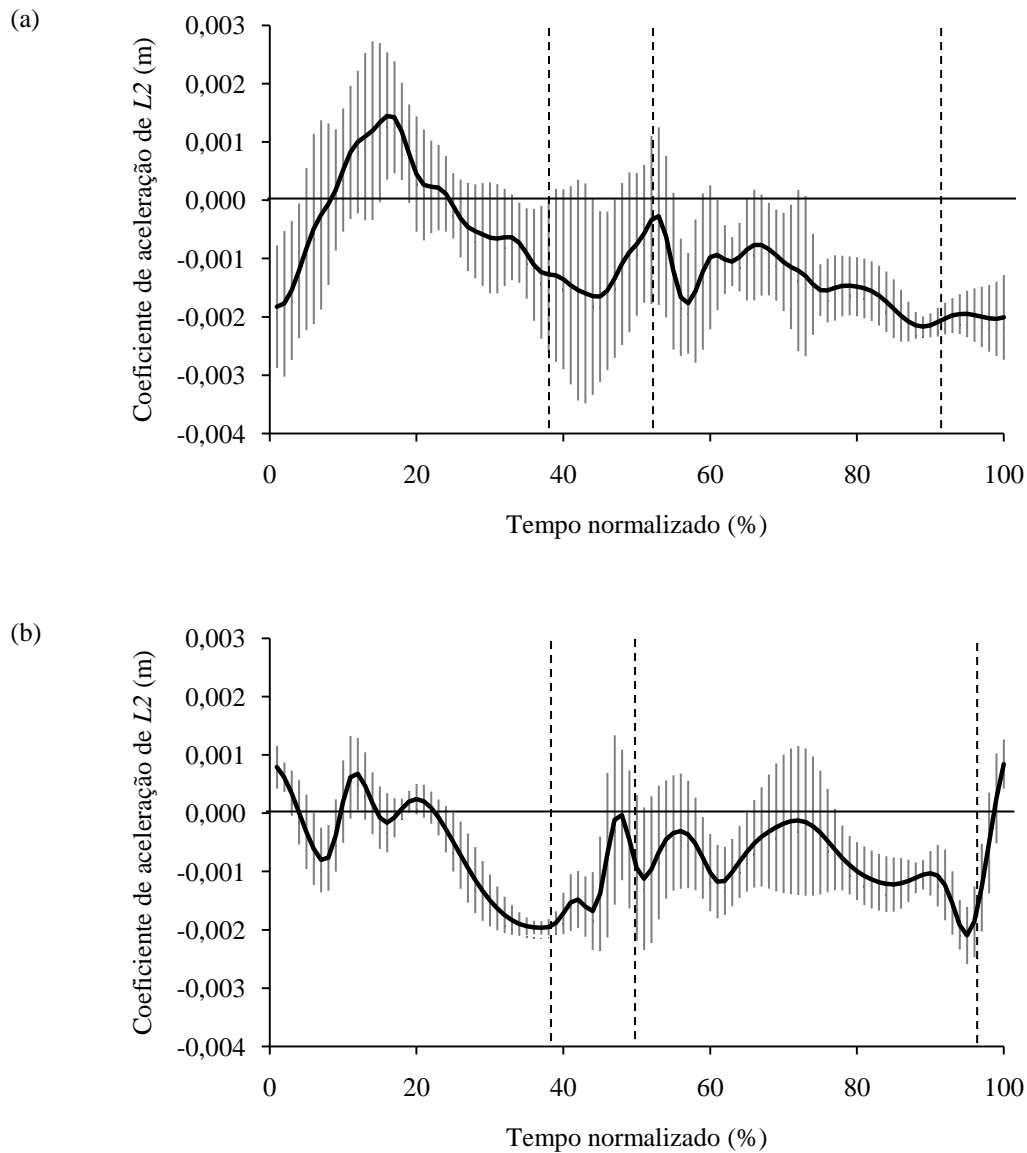 (a)
Coeficiente de aceleração de L2 (m)
0,003
0,002
0,001
0,000
-0,001
-0,002
-0,003
-0,004
0 20 40 60 80 100
Tempo normalizado (%)
(b)
Coeficiente de aceleração de L2 (m)
0,003
0,002
0,001
0,000
-0,001
-0,002
-0,003
-0,004
0 20 40 60 80 100
Tempo normalizado (%)